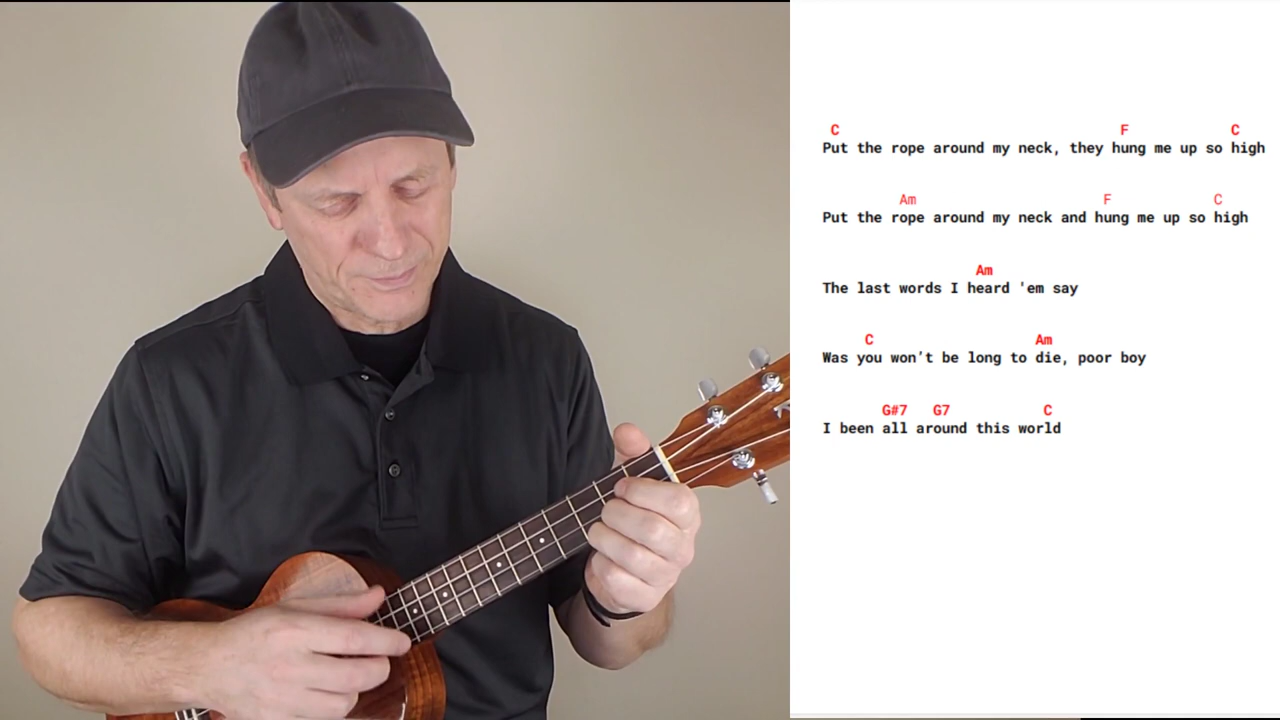 C F C
Put the rope around my neck, they hung me up so high
Am F C
Put the rope around my neck and hung me up so high
Am
The last words I heard 'em say
C Am
Was you won’t be long to die, poor boy
G#7 G7 C
I been all around this world